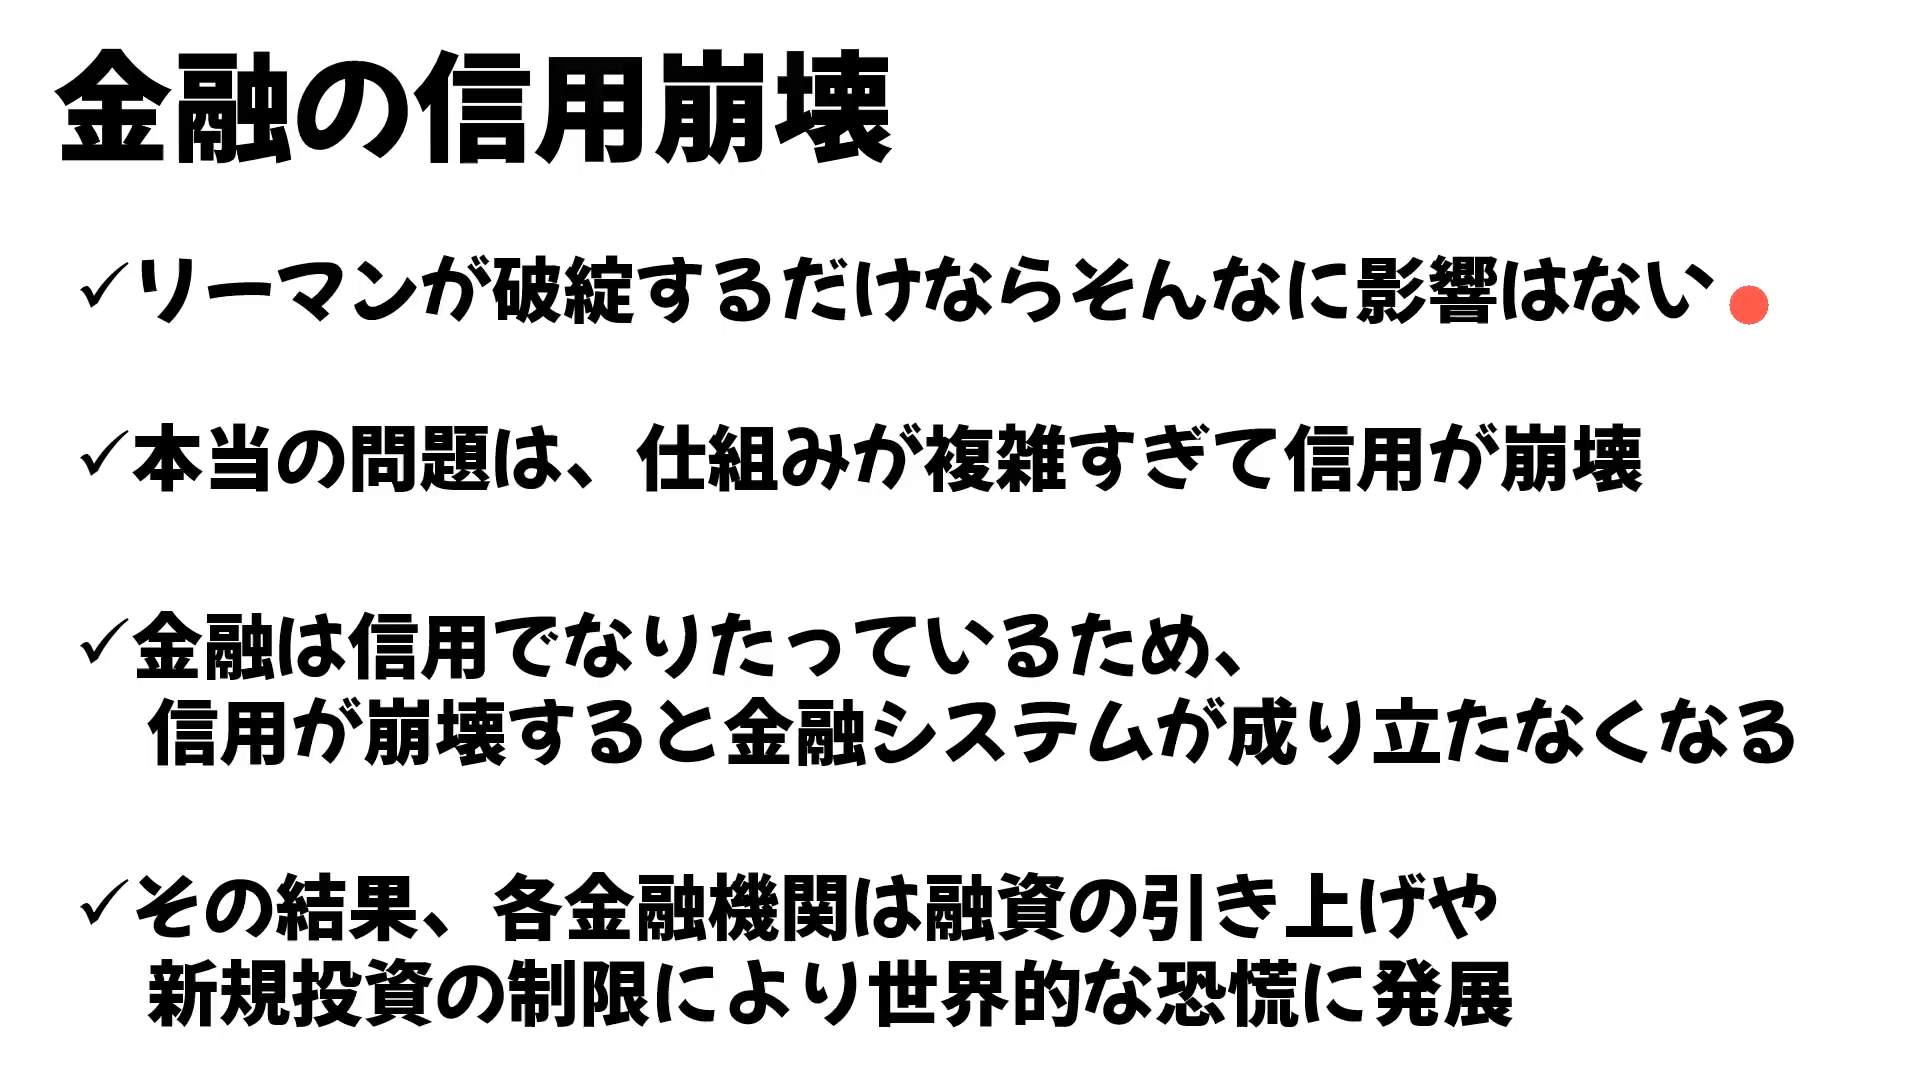 金融の信用崩壊
✓リーマンが破綻するだけならそんなに影響はない
✓本当の問題は、仕組みが複雑すぎて信用が崩壊
✓金融は信用でなりたっているため、
信用が崩壊すると金融システムが成り立たなくなる
✓その結果、各金融機関は融資の引き上げや
新規投資の制限により世界的な恐慌に発展